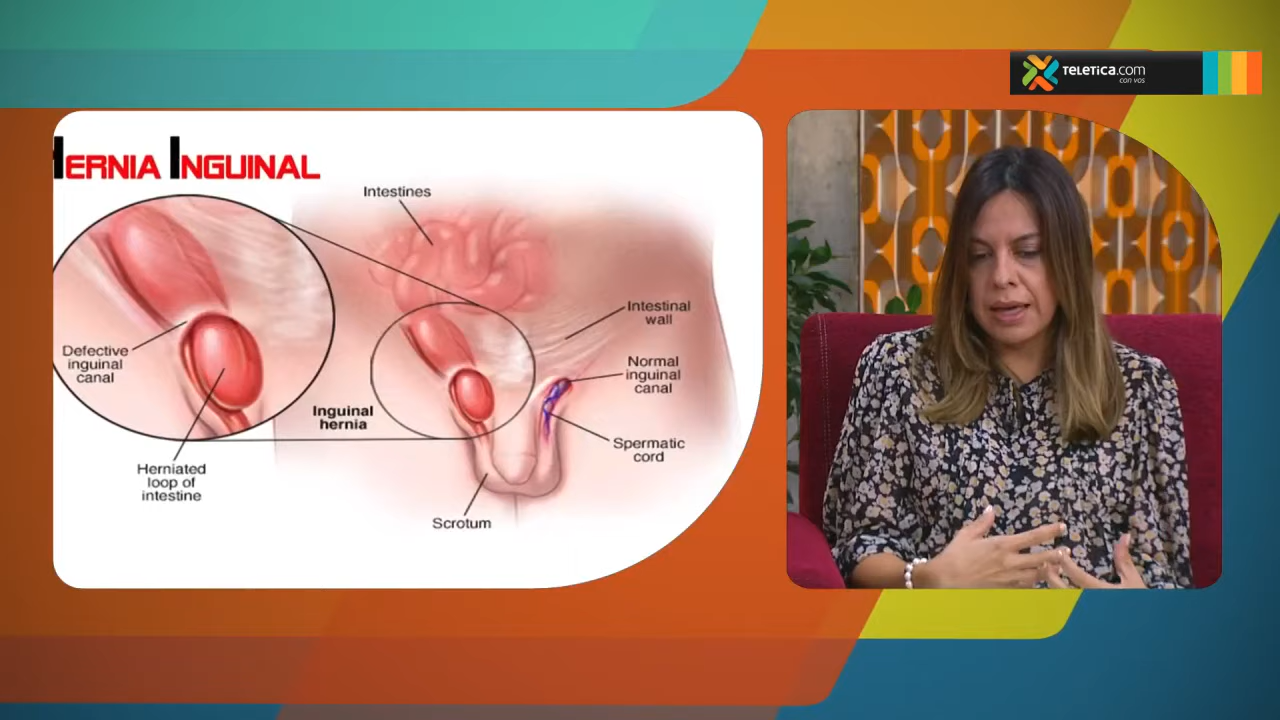 TELETICA.COM
con vos
HERNIA INGUINAL
Intestines
Intestinal
wall
Defective
inguinal
canal
Normal
inguinal
canal
Inguinal
hernia
Spermatic
cord
Herniated
loop of
intestine
Scrotum